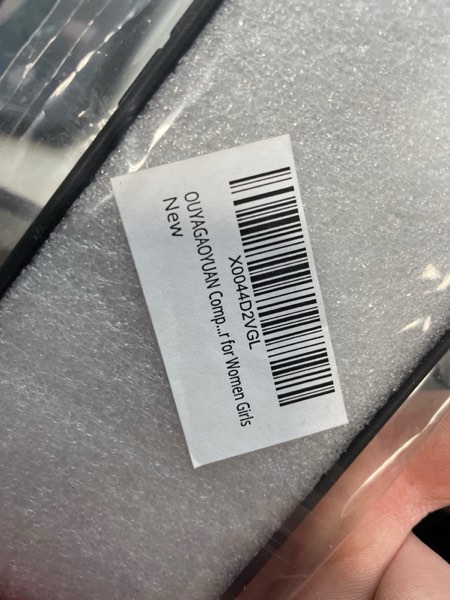 X0044D2VGL
OUYAGAOYUAN Comp...r for Women Girls
New